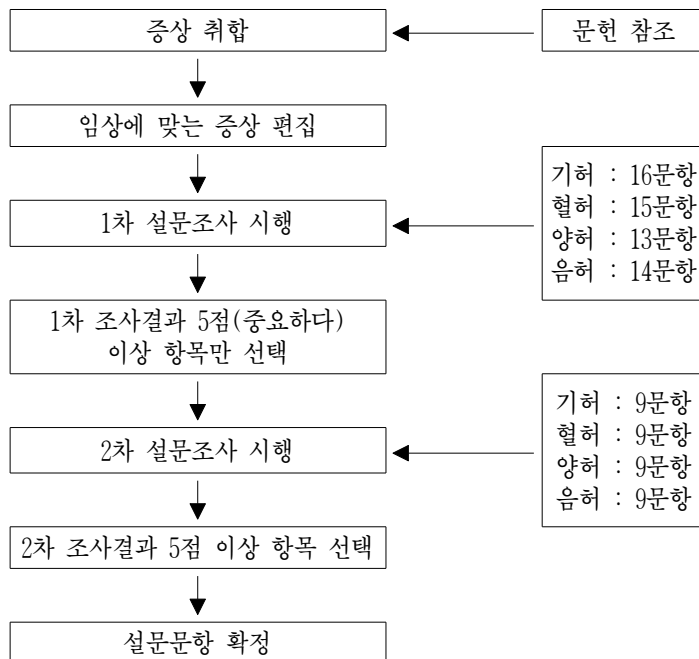 증상 취합
문헌 참조
임상에 맞는 증상 편집
1차 설문조사 시행
기허 : 16문항
혈허 : 15문항
양허 : 13문항
음허 : 14문항
1차 조사결과 5점(중요하다)
이상 항목만 선택
2차 설문조사 시행
기허 : 9문항
혈허 : 9문항
양허 : 9문항
음허 : 9문항
2차 조사결과 5점 이상 항목 선택
설문문항 확정